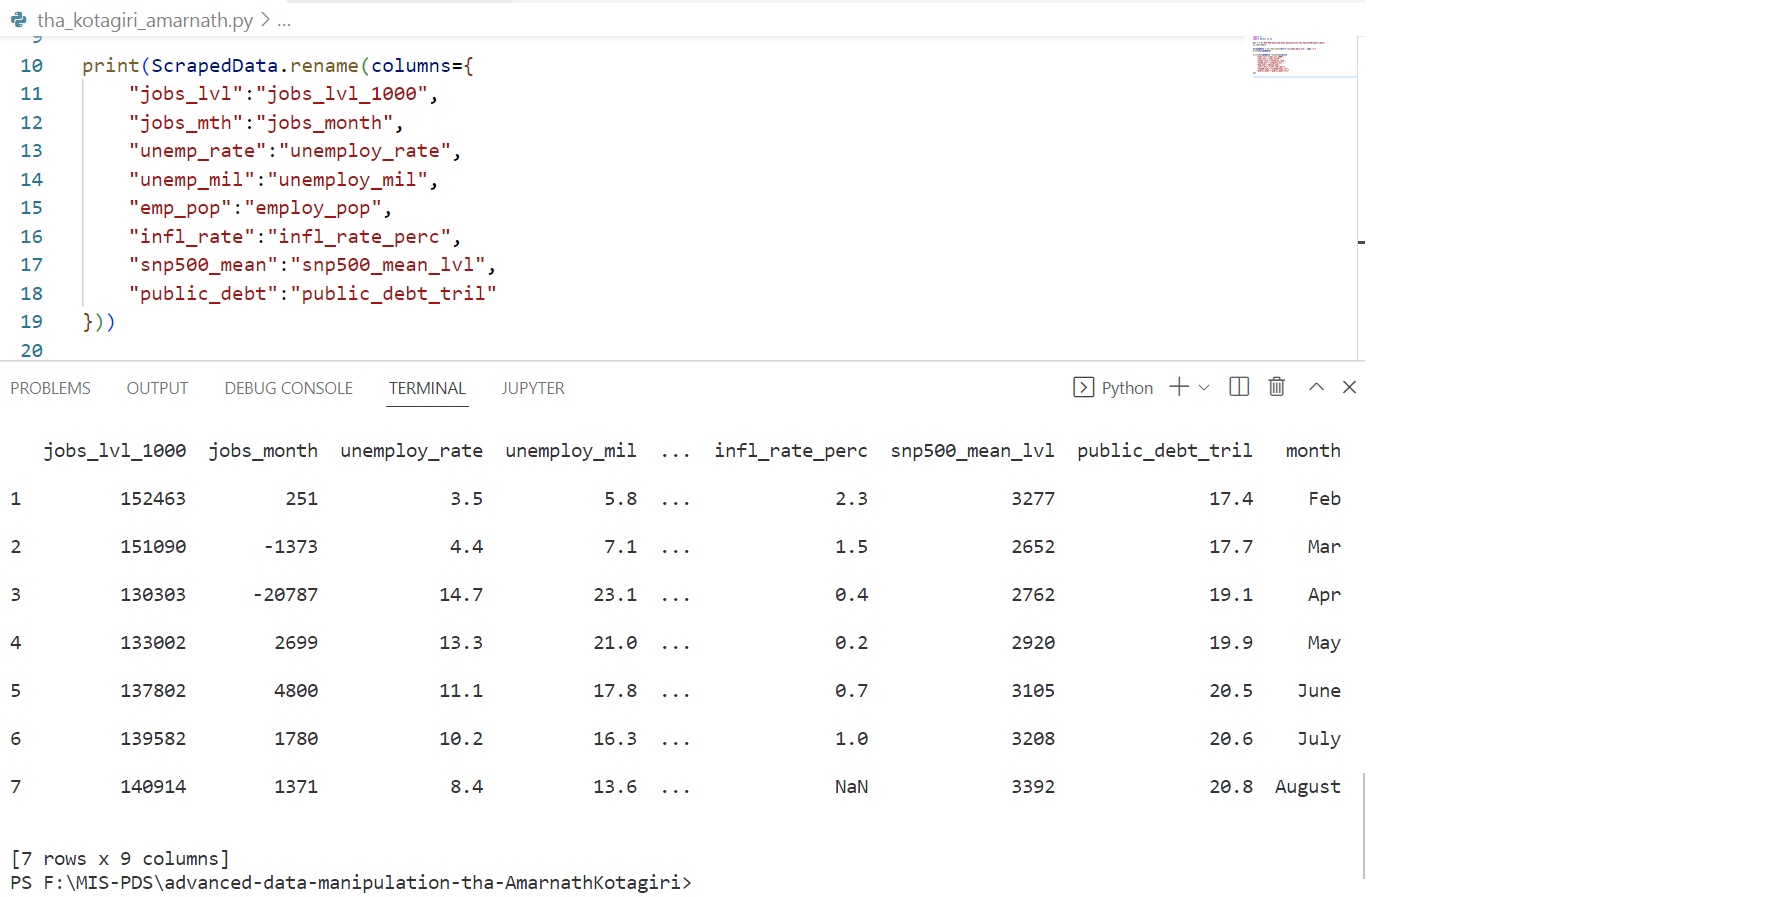 tha_kotagiri_amarnath.py > ...
9
10 print(ScrapedData.rename(columns={
11 "jobs_lvl":"jobs_lvl_1000",
12 "jobs_mth":"jobs_month",
13 "unemp_rate":"unemploy_rate",
14 "unemp_mil":"unemploy_mil",
15 "emp_pop":"employ_pop",
16 "infl_rate":"infl_rate_perc",
17 "snp500_mean":"snp500_mean_lvl",
18 "public_debt":"public_debt_tril"
19 }))
20
PROBLEMS OUTPUT DEBUG CONSOLE TERMINAL JUPYTER Python
jobs_lvl_1000 jobs_month unemploy_rate unemploy_mil ... infl_rate_perc snp500_mean_lvl public_debt_tril month
1 152463 251 3.5 5.8 ... 2.3 3277 17.4 Feb
2 151090 -1373 4.4 7.1 ... 1.5 2652 17.7 Mar
3 130303 -20787 14.7 23.1 ... 0.4 2762 19.1 Apr
4 133002 2699 13.3 21.0 ... 0.2 2920 19.9 May
5 137802 4800 11.1 17.8 ... 0.7 3105 20.5 June
6 139582 1780 10.2 16.3 ... 1.0 3208 20.6 July
7 140914 1371 8.4 13.6 ... NaN 3392 20.8 August
[7 rows x 9 columns]
PS F:\MIS-PDS\advanced-data-manipulation-tha-AmarnathKotagiri>